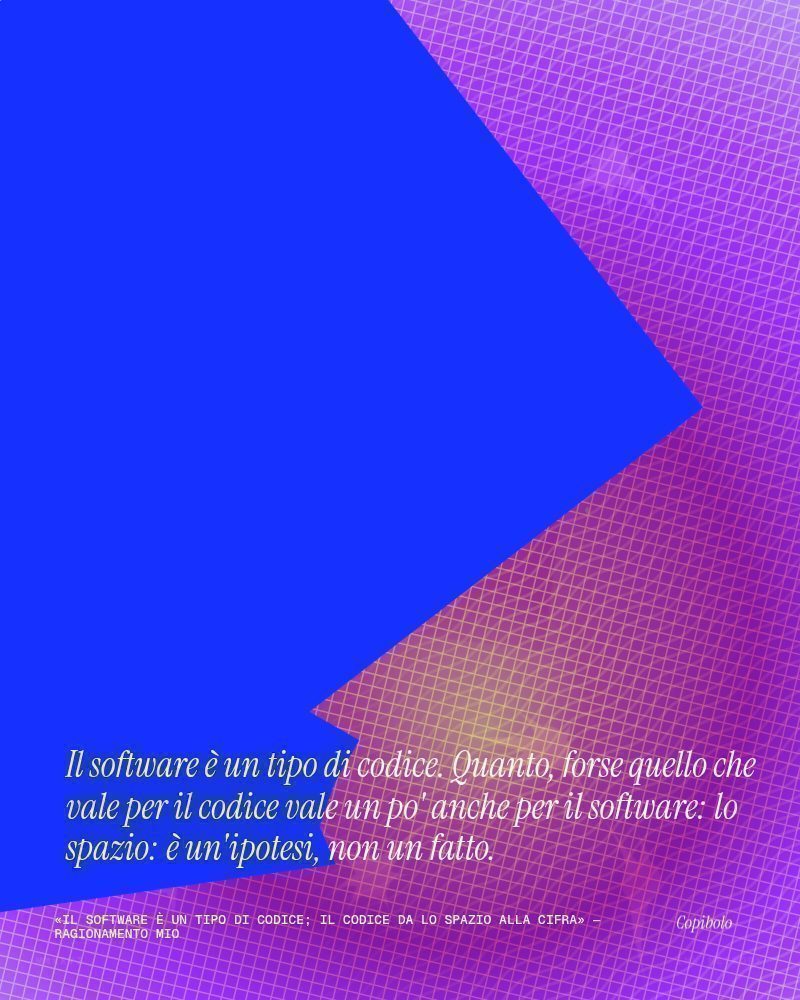 Il software è un tipo di codice. Quanto, forse quello che
vale per il codice vale un po' anche per il software: lo
spazio: è un'ipotesi, non un fatto.
«IL SOFTWARE È UN TIPO DI CODICE; IL CODICE DA LO SPAZIO ALLA CIFRA» —
RAGIONAMENTO MIO
Copibolo